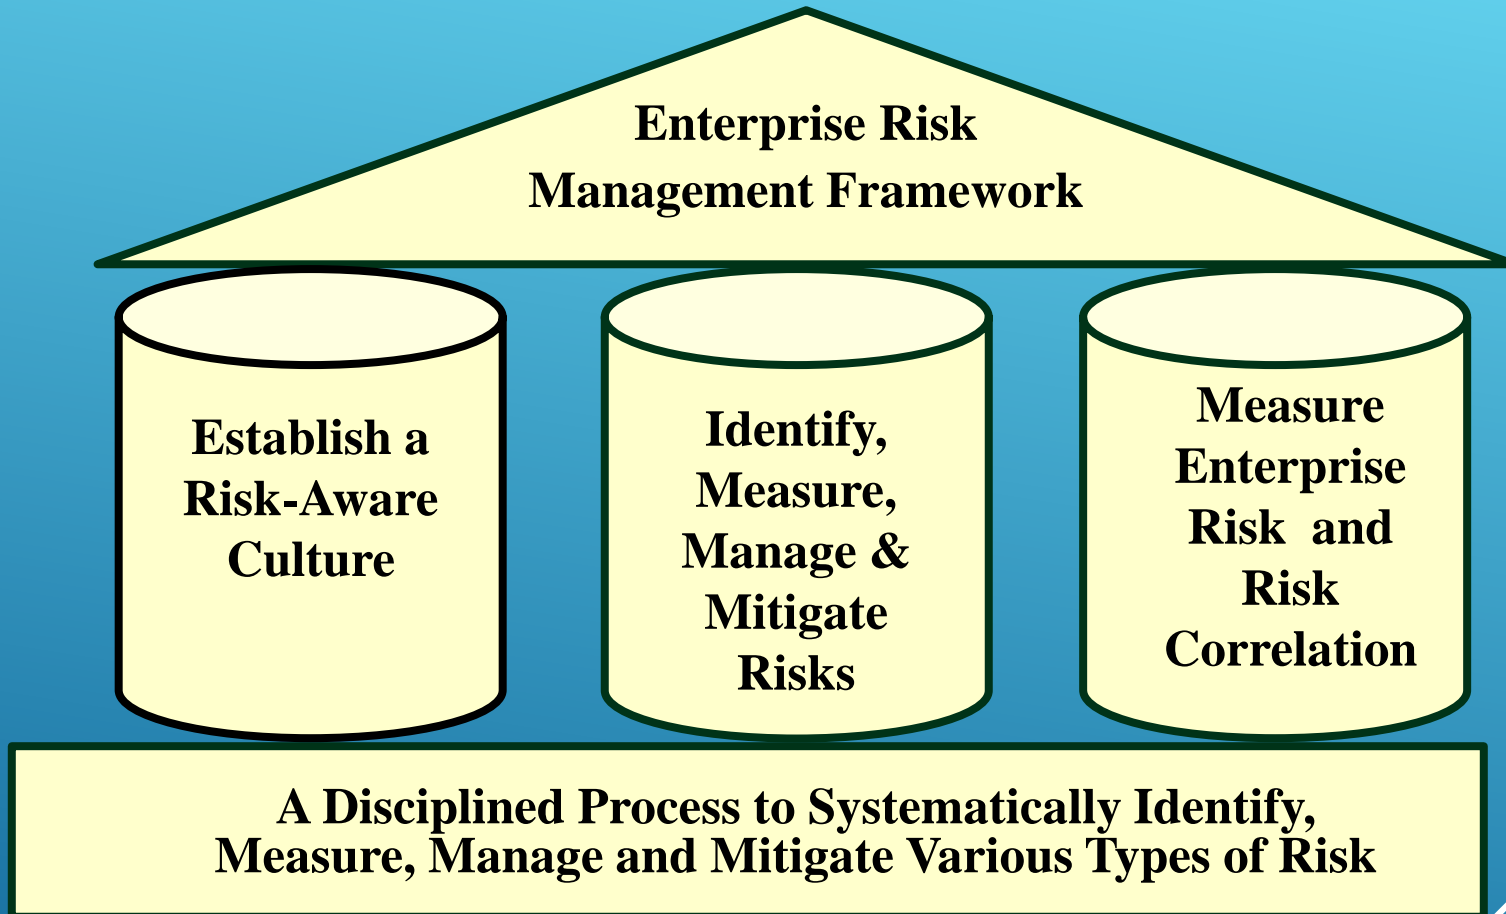 Enterprise Risk
Management Framework
Establish a
Risk-Aware
Culture
Identify,
Measure,
Manage &
Mitigate
Risks
Measure
Enterprise
Risk  and
Risk
Correlation
A Disciplined Process to Systematically Identify,
Measure, Manage and Mitigate Various Types of Risk